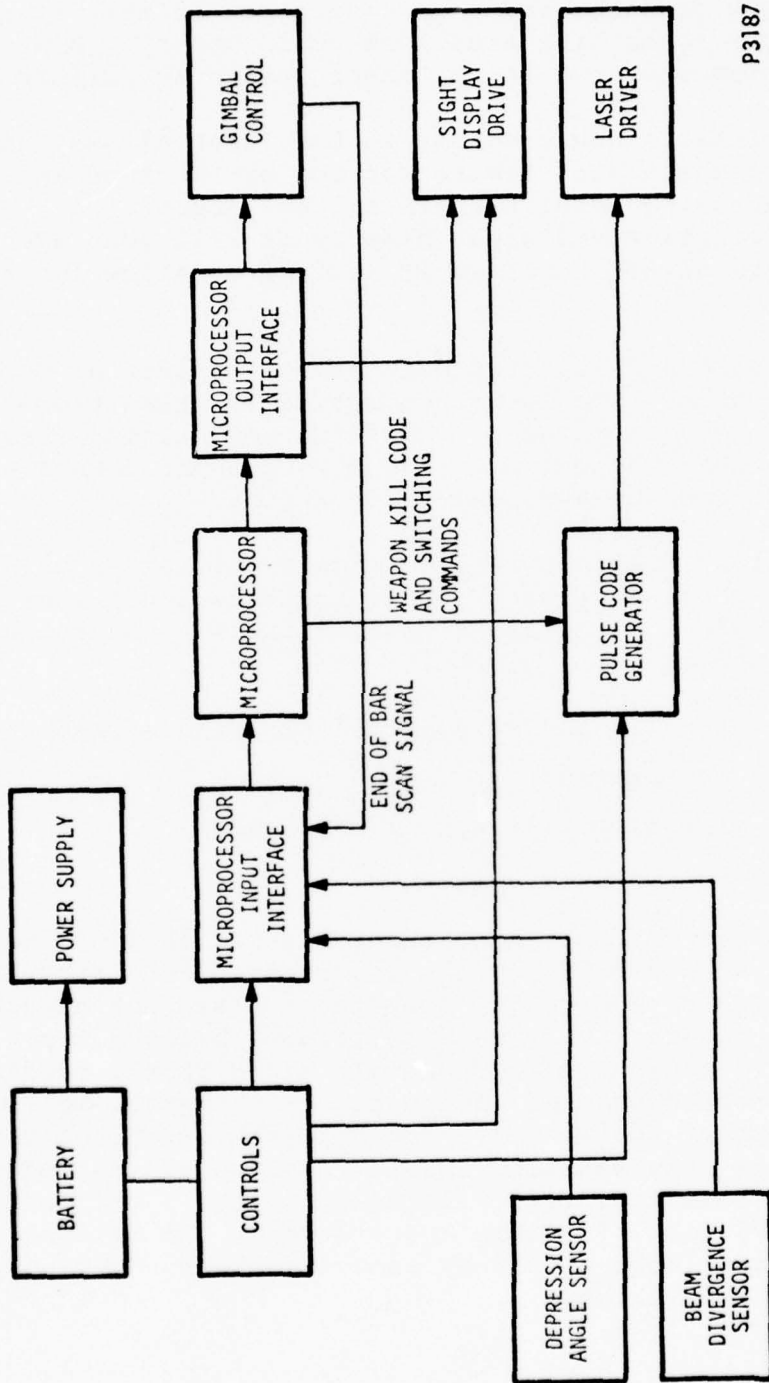 BATTERY
POWER SUPPLY
CONTROLS
MICROPROCESSOR
INPUT
INTERFACE
MICROPROCESSOR
MICROPROCESSOR
OUTPUT
INTERFACE
GIMBAL
CONTROL
END OF BAR
SCAN SIGNAL
WEAPON KILL CODE
AND SWITCHING
COMMANDS
SIGHT
DISPLAY
DRIVE
DEPRESSION
ANGLE SENSOR
PULSE CODE
GENERATOR
LASER
DRIVER
BEAM
DIVERGENCE
SENSOR
P3187